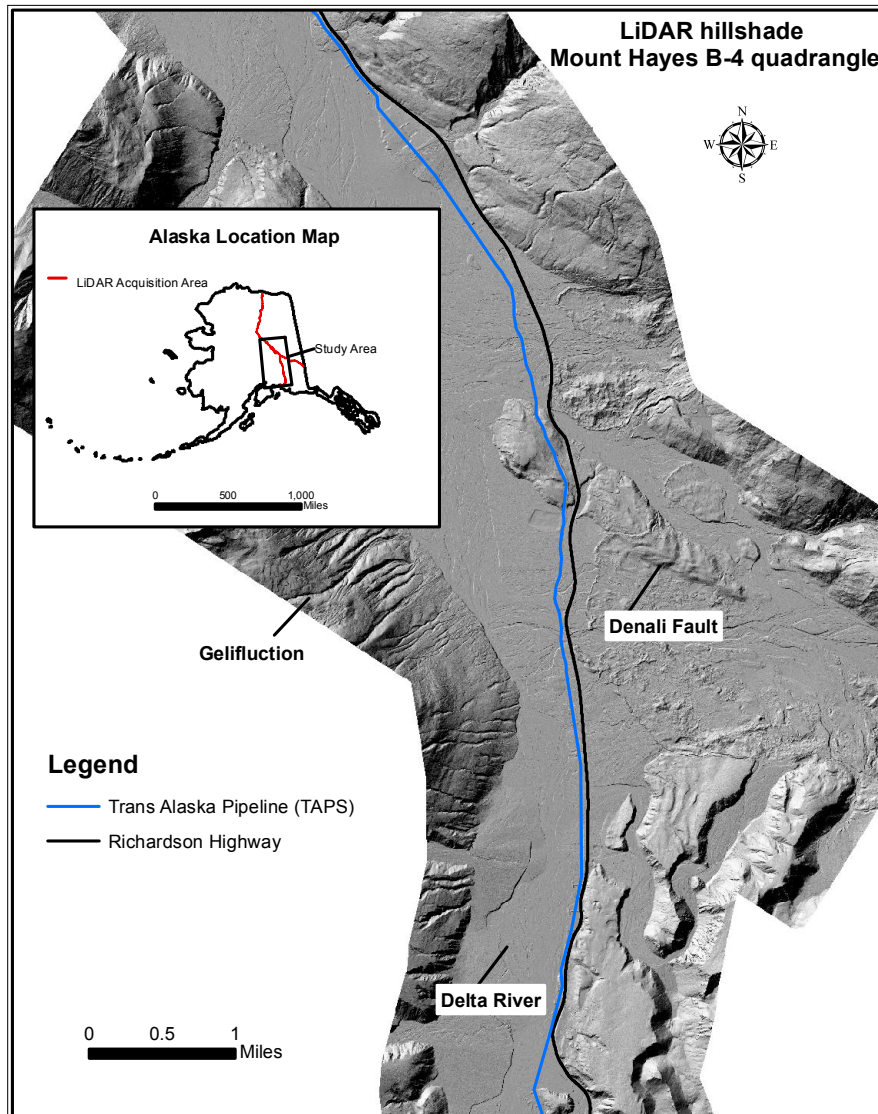 LiDAR hillshade
Mount Hayes B-4 quadrangle
N
W
E
S
Alaska Location Map
LiDAR Acquisition Area
Study Area
0
500
1,000
Miles
Gelifluction
Denali Fault
Legend
Trans Alaska Pipeline (TAPS)
Richardson Highway
Delta River
0
0.5
1
Miles